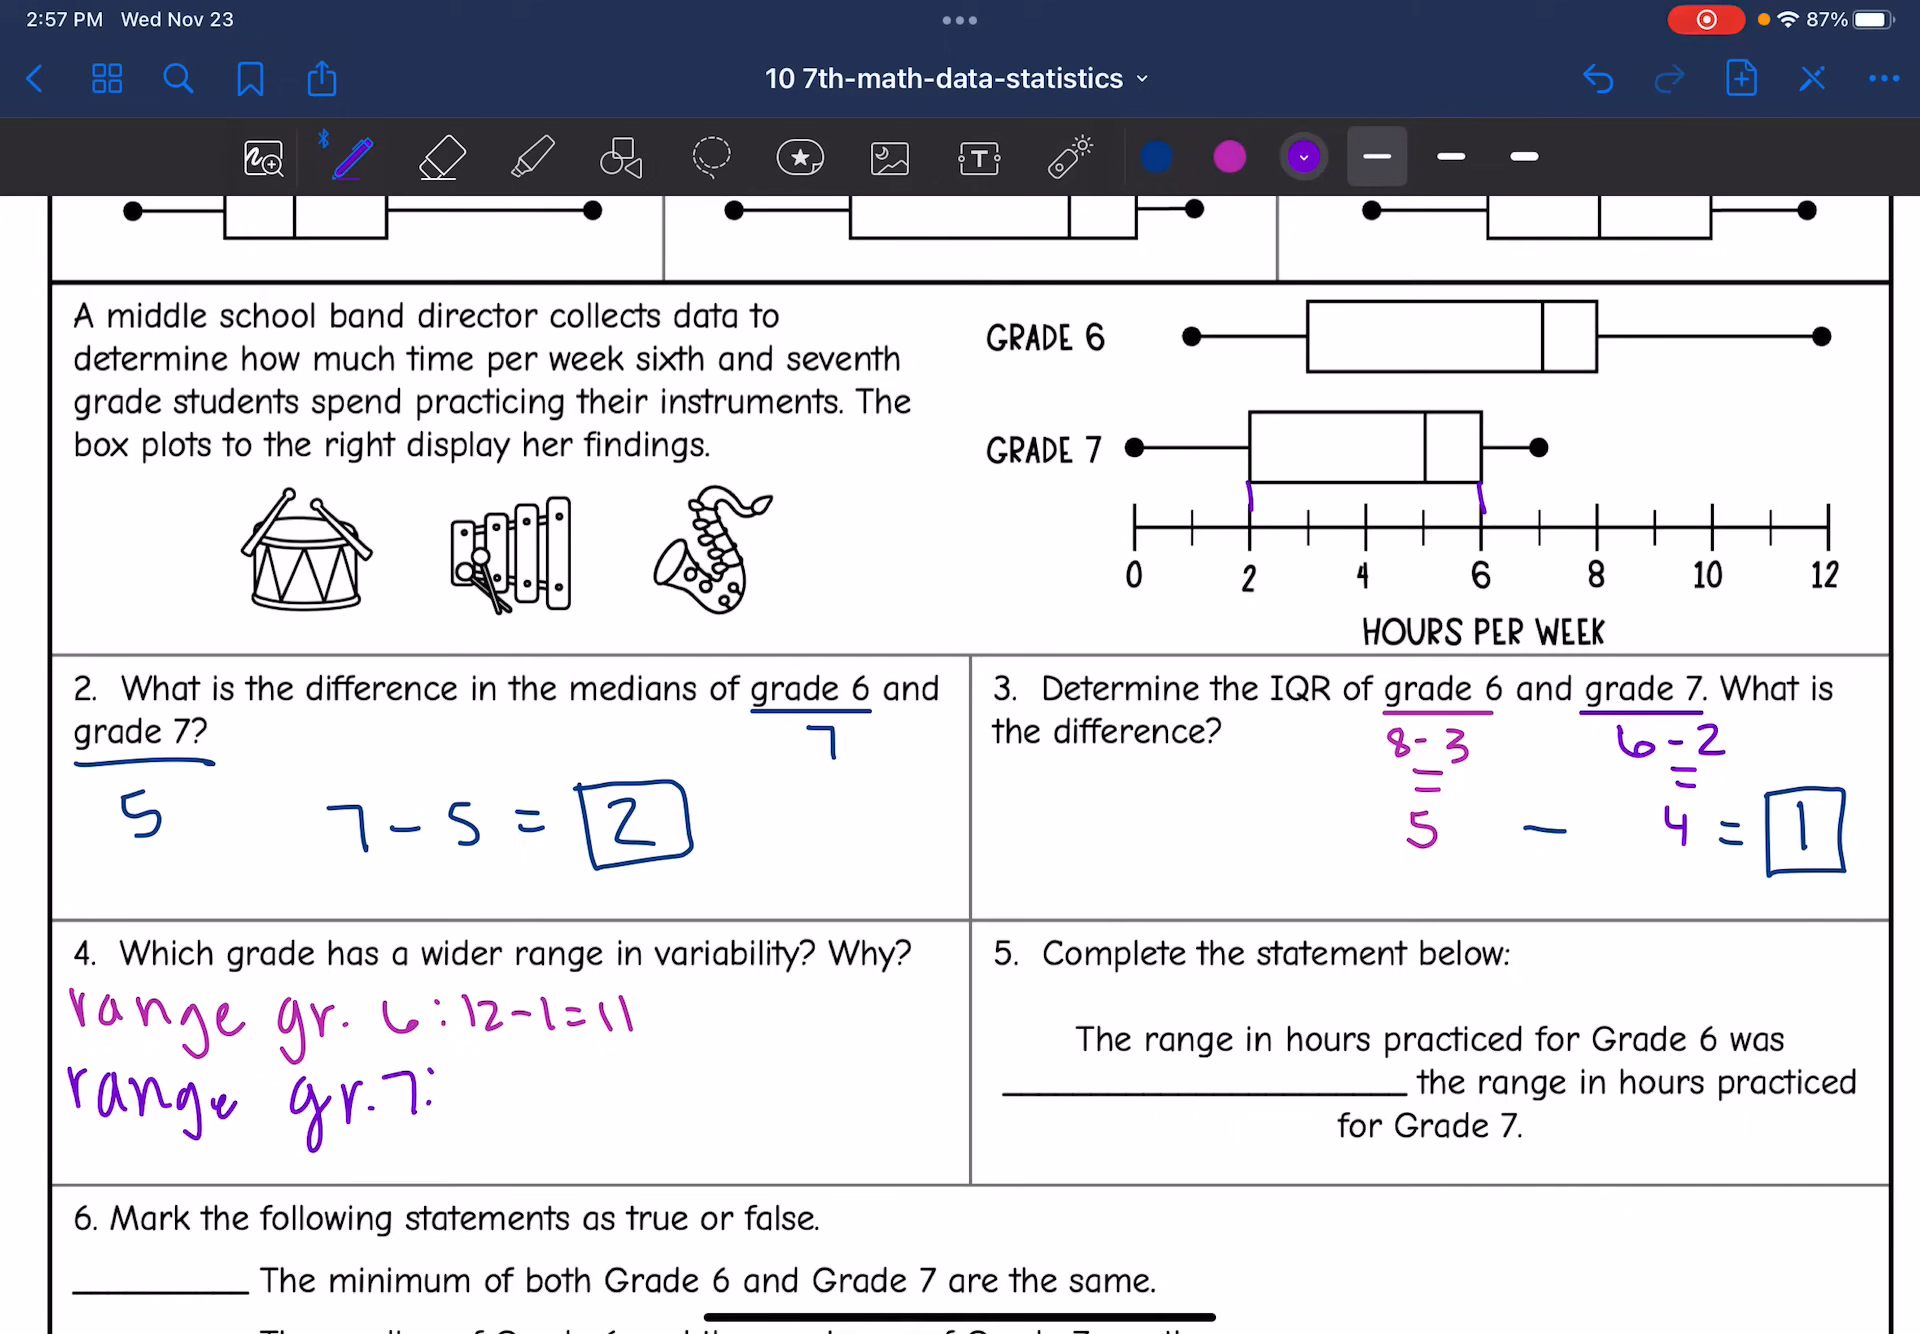 2:57 PM Wed Nov 23
87%
10 7th-math-data-statistics
T
A middle school band director collects data to
determine how much time per week sixth and seventh
grade students spend practicing their instruments. The
box plots to the right display her findings.
GRADE 6
GRADE 7
0 2 4 6 8 10 12
HOURS PER WEEK
2. What is the difference in the medians of grade 6 and
grade 7?
7
5
7 - 5 = 2
3. Determine the IQR of grade 6 and grade 7. What is
the difference?
8-3 6-2
= =
5 - 4 = 1
4. Which grade has a wider range in variability? Why?
range gr. 6: 12-1=11
range gr. 7:
5. Complete the statement below:
The range in hours practiced for Grade 6 was
____________________ the range in hours practiced
for Grade 7.
6. Mark the following statements as true or false.
__________ The minimum of both Grade 6 and Grade 7 are the same.